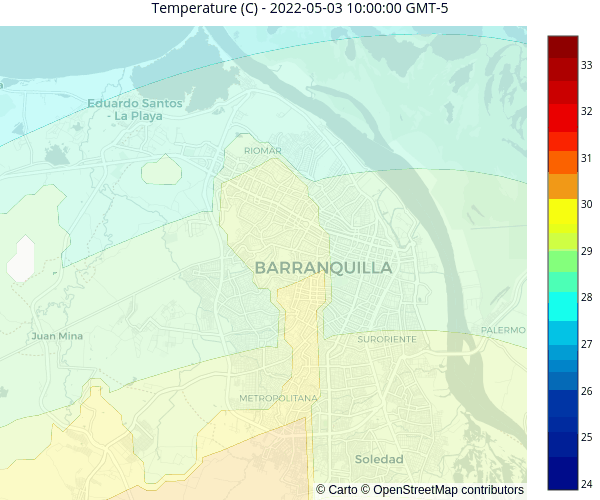 Temperature (C) - 2022-05-03 10:00:00 GMT-5
Eduardo Santos
- La Playa
RIOMAR
BARRANQUILLA
Juan Mina
SURORIENTE
PALERMO
METROPOLITANA
Soledad
© Carto © OpenStreetMap contributors
33
32
31
30
29
28
27
26
25
24